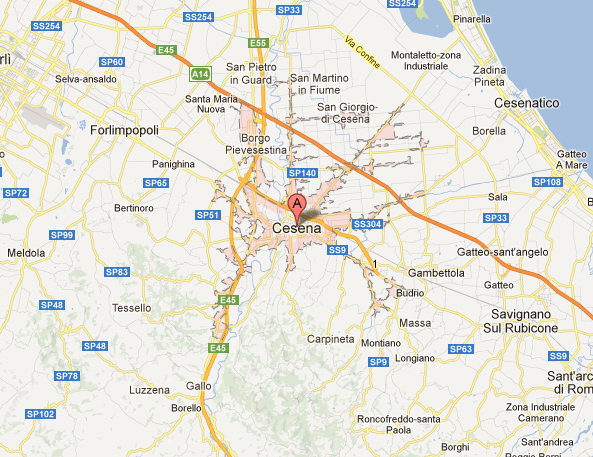 SS254
SP33
Pinarella
SS254
SS254
E45
E55
Via Confine
Montaletto-zona
Industriale
SP60
A14
San Pietro
in Guard
San Martino
in Fiume
Zadina
Pineta
Selva-ansaldo
Santa Maria
Nuova
San Giorgio
di Cesena
Cesenatico
Forlimpopoli
Borgo
Pievesestina
Borella
Gatteo
A Mare
Panighina
SP140
SP72
SP65
SP108
Bertinoro
SP51
A
Sala
SP33
SP99
Cesena
SS304
Meldola
SS9
Gatteo-sant'angelo
SP83
1
Gambettola
Gatteo
SP48
Tessello
E45
Budrio
Savignano
Sul Rubicone
Massa
SP48
E45
Carpineta
Montiano
SP63
Longiano
SS9
SP9
SP78
Luzzena
Gallo
Sant'arc
di Rom
SP102
Borello
Zona Industriale
Camerano
Roncofreddo-santa
Paola
Borghi
Sant'andrea
Poggio Berni